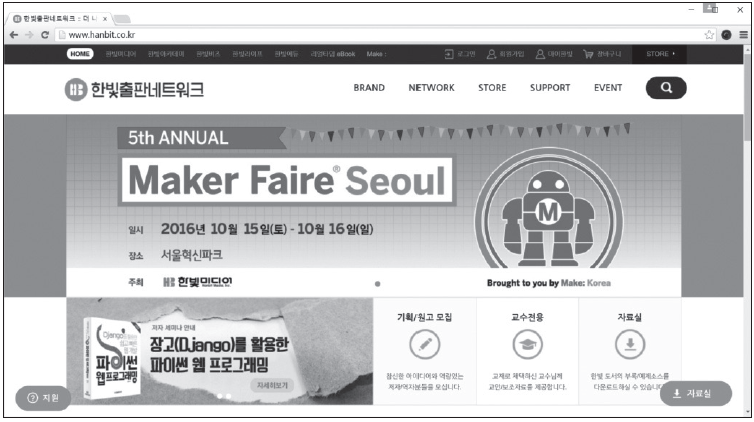 한빛출판네트워크 : 더 나
www.hanbit.co.kr
HOME 한빛미디어 한빛아카데미 한빛비즈 한빛라이프 한빛에듀 리얼타임 eBook Make : 로그인 회원가입 마이한빛 장바구니 STORE
한빛출판네트워크 BRAND NETWORK STORE SUPPORT EVENT
5th ANNUAL
Maker Faire® Seoul
M
일시 2016년 10월 15일(토) - 10월 16일(일)
장소 서울혁신파크
주최 한빛미디어 Brought to you by Make: Korea
저자 세미나 안내
장고(Django)를 활용한
파이썬 웹 프로그래밍
자세히보기
Django
파이썬
웹프로그래밍
기획/원고 모집
참신한 아이디어와 역량있는
저자/역자분들을 모십니다.
교수전용
교재로 채택하신 교수님께
교안/보조자료를 제공합니다.
자료실
한빛 도서의 부록/예제소스를
다운로드하실 수 있습니다
지원
자료실